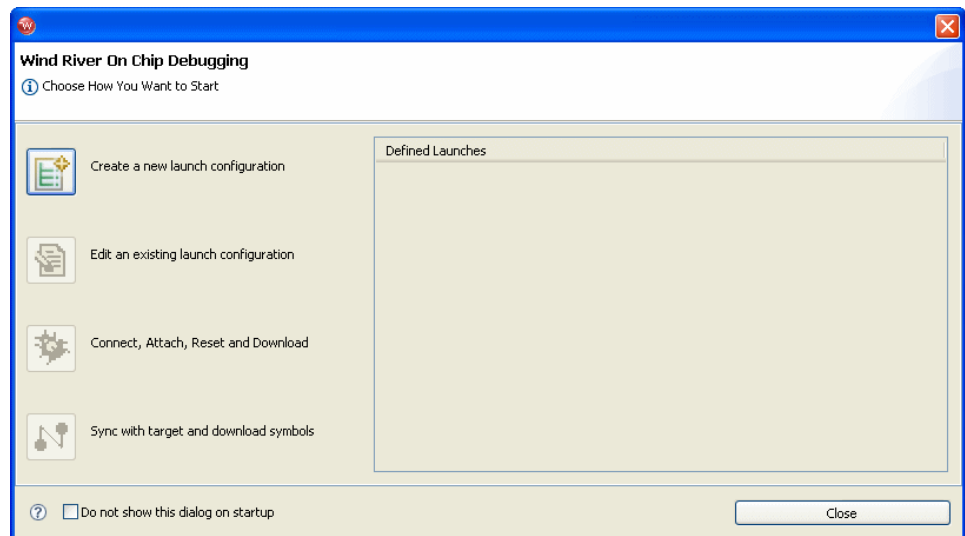 Wind River On Chip Debugging
Choose How You Want to Start
Create a new launch configuration
Edit an existing launch configuration
Connect, Attach, Reset and Download
Sync with target and download symbols
Defined Launches
Do not show this dialog on startup
Close